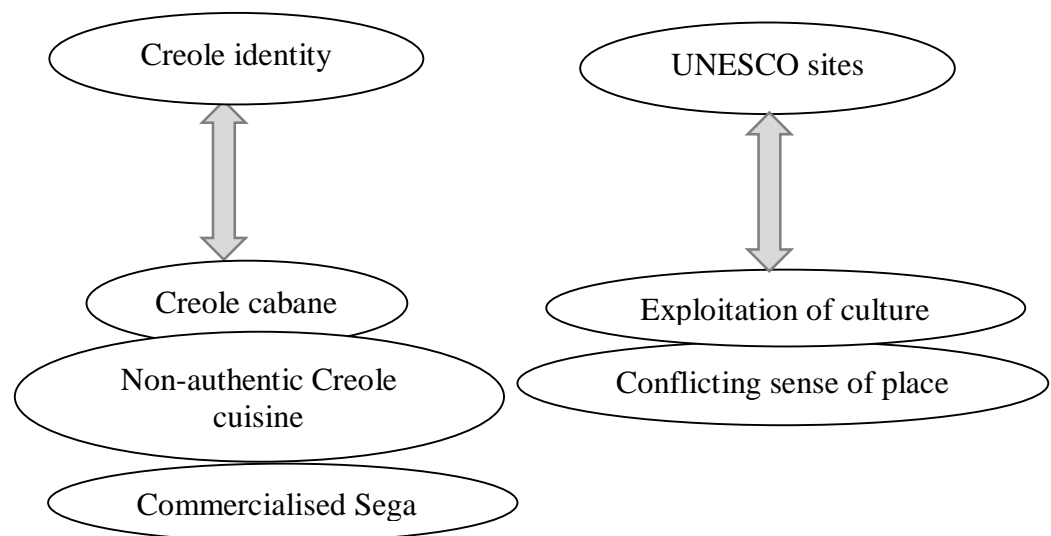 Creole identity
UNESCO sites
Creole cabane
Exploitation of culture
Non-authentic Creole
cuisine
Conflicting sense of place
Commercialised Sega